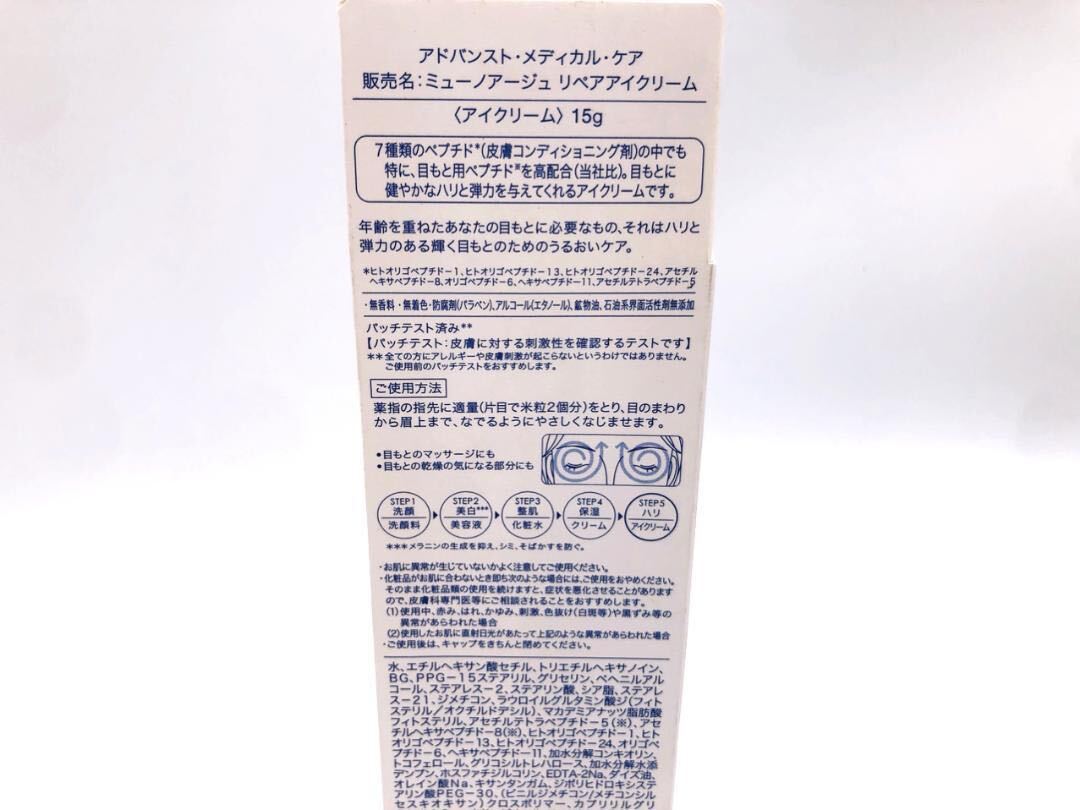 アドバンスト・メディカル・ケア
販売名：ミューノアージュ リペアアイクリーム
〈アイクリーム〉15g
7種類のペプチド*(皮膚コンディショニング剤)の中でも
特に、目もと用ペプチド※を高配合(当社比)。目もとに
健やかなハリと弾力を与えてくれるアイクリームです。
年齢を重ねたあなたの目もとに必要なもの、それはハリと
弾力のある輝く目もとのためのうるおいケア。
*ヒトオリゴペプチド-1、ヒトオリゴペプチド-13、ヒトオリゴペプチド-24、アセチル
ヘキサペプチド-8、オリゴペプチド-6、ヘキサペプチド-11、アセチルテトラペプチド-5
・無香料・無着色・防腐剤(パラベン)、アルコール(エタノール)、鉱物油、石油系界面活性剤無添加
パッチテスト済み**
【パッチテスト：皮膚に対する刺激性を確認するテストです】
**全ての方にアレルギーや皮膚刺激が起こらないというわけではありません。
ご使用前のパッチテストをおすすめします。
ご使用方法
薬指の指先に適量(片目で米粒2個分)をとり、目のまわり
から眉上まで、なでるようにやさしくなじませます。
●目もとのマッサージにも
●目もとの乾燥の気になる部分にも
STEP1 洗顔 洗顔料
STEP2 美白*** 美容液
STEP3 整肌 化粧水
STEP4 保湿 クリーム
STEP5 ハリ アイクリーム
***メラニンの生成を抑え、シミ、そばかすを防ぐ。
・お肌に異常が生じていないかよく注意してご使用ください。
・化粧品がお肌に合わないとき即ち次のような場合には、ご使用をおやめください。
そのまま化粧品類の使用を続けますと、症状を悪化させることがあります
ので、皮膚科専門医等にご相談されることをおすすめします。
(1)使用中、赤み、はれ、かゆみ、刺激、色抜け(白斑等)や黒ずみ等の
異常があらわれた場合
(2)使用したお肌に直射日光があたって上記のような異常があらわれた場合
・ご使用後は、キャップをきちんと閉めてください。
水、エチルヘキサン酸セチル、トリエチルヘキサノイン、
BG、PPG-15ステアリル、グリセリン、ベヘニルアル
コール、ステアレス-2、ステアリン酸、シア脂、ステアレ
ス-21、ジメチコン、ラウロイルグルタミン酸ジ(フィト
ステリル/オクチルドデシル)、マカデミアナッツ脂肪酸
フィトステリル、アセチルテトラペプチド-5(※)、アセ
チルヘキサペプチド-8(※)、ヒトオリゴペプチド-1、ヒト
オリゴペプチド-13、ヒトオリゴペプチド-24、オリゴペ
プチド-6、ヘキサペプチド-11、加水分解コンキオリン、
トコフェロール、グリコシルトレハロース、加水分解水添
デンプン、ホスファチジルコリン、EDTA-2Na、ダイズ油、
オレイン酸Na、キサンタンガム、ジポリヒドロキシステ
アリン酸PEG-30、(ビニルジメチコン/メチコンシル
セスキオキサン)クロスポリマー、カプリリルグリ